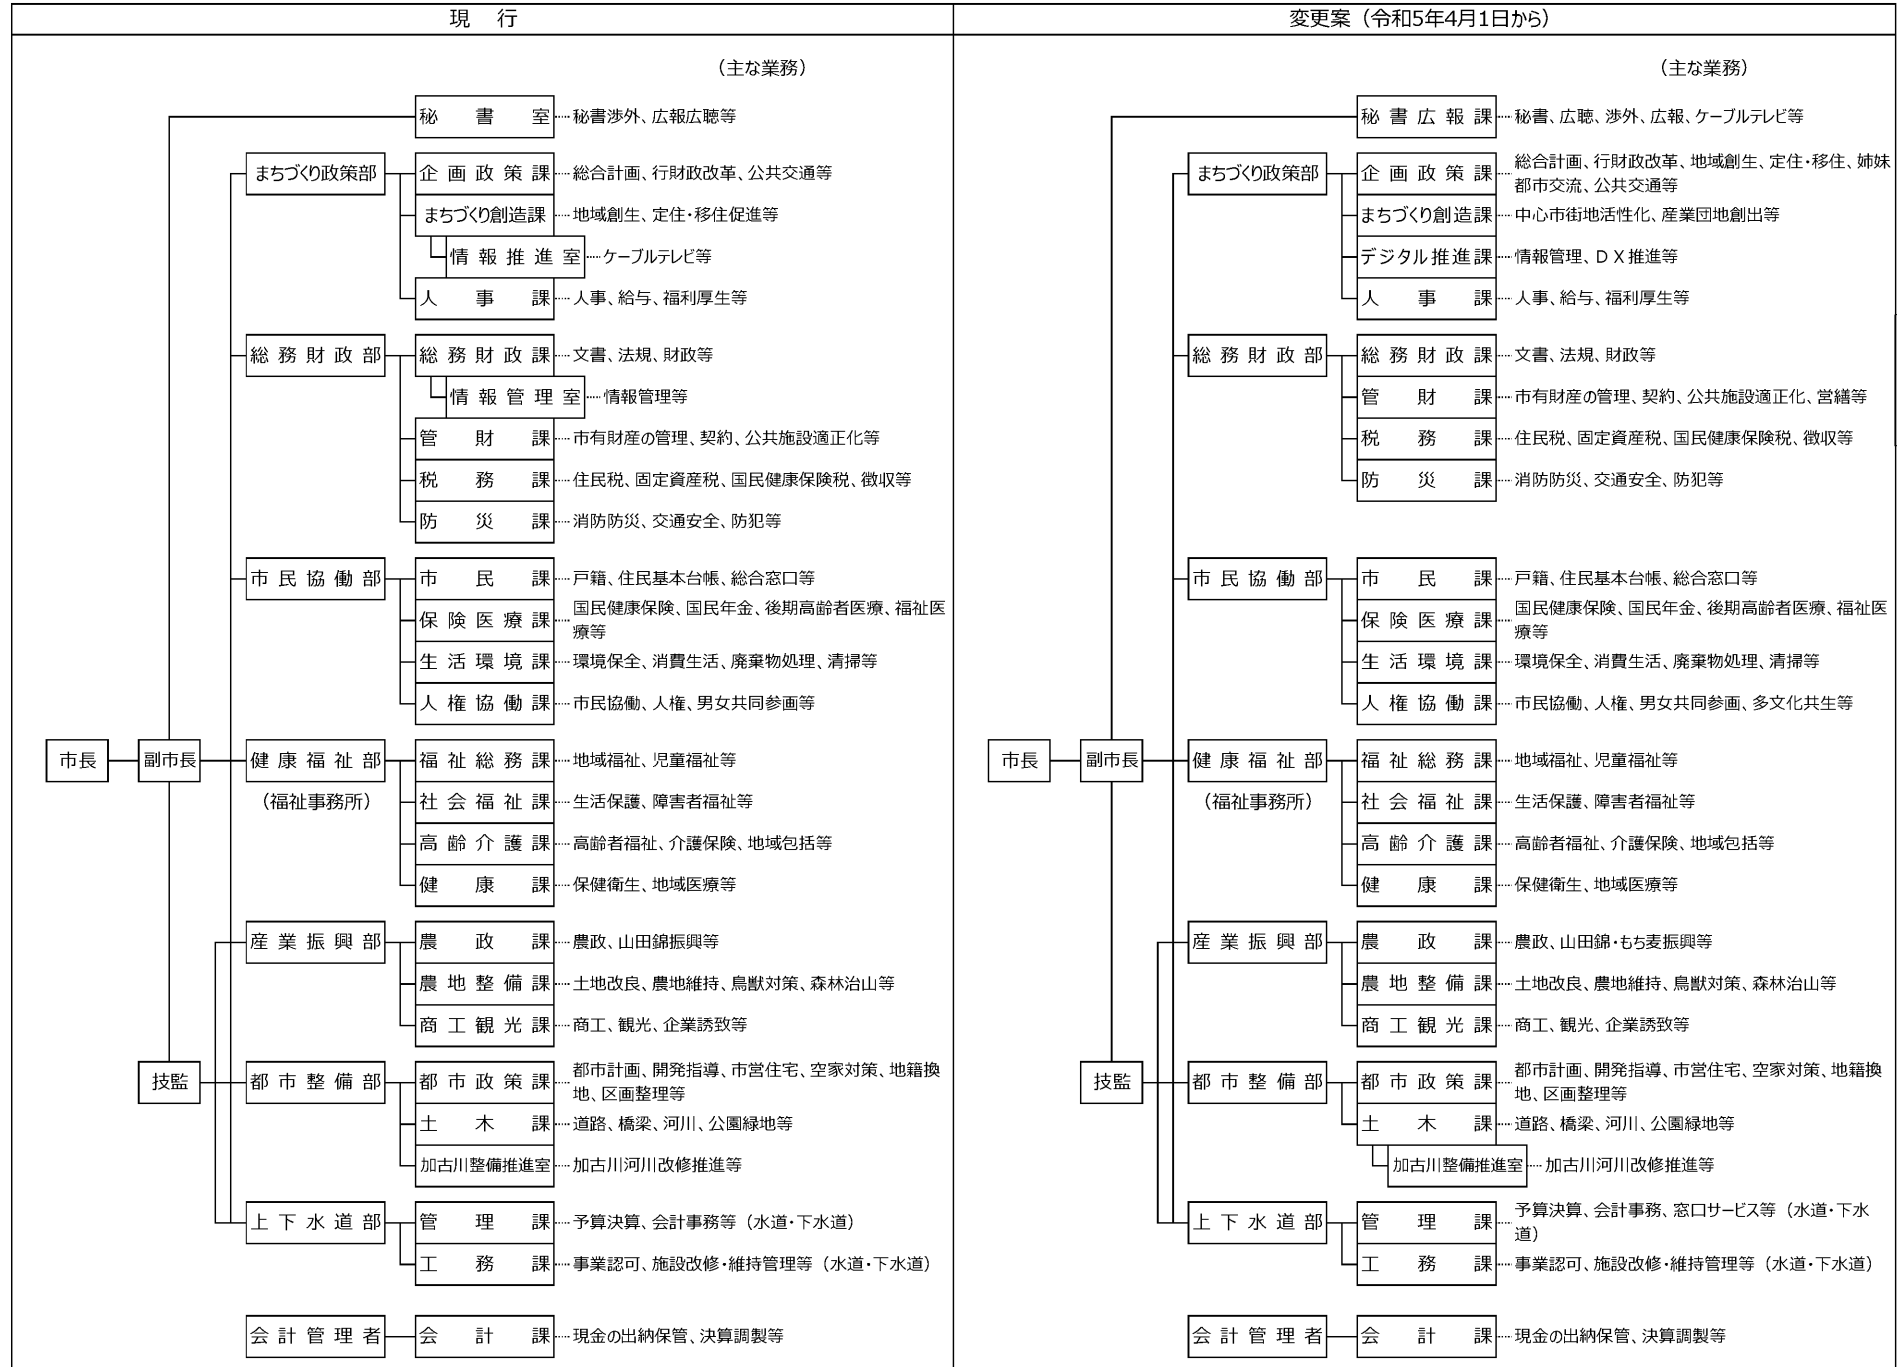 現　行
（主な業務）
秘書室 秘書渉外、広報広聴等
まちづくり政策部 企画政策課 総合計画、行財政改革、公共交通等
まちづくり創造課 地域創生、定住・移住促進等
情報推進室 ケーブルテレビ等
人事課 人事、給与、福利厚生等
総務財政部 総務財政課 文書、法規、財政等
情報管理室 情報管理等
管財課 市有財産の管理、契約、公共施設適正化等
税務課 住民税、固定資産税、国民健康保険税、徴収等
防災課 消防防災、交通安全、防犯等
市民協働部 市民課 戸籍、住民基本台帳、総合窓口等
保険医療課 国民健康保険、国民年金、後期高齢者医療、福祉医
療等
生活環境課 環境保全、消費生活、廃棄物処理、清掃等
人権協働課 市民協働、人権、男女共同参画等
市長 副市長 健康福祉部 福祉総務課 地域福祉、児童福祉等
（福祉事務所） 社会福祉課 生活保護、障害者福祉等
高齢介護課 高齢者福祉、介護保険、地域包括等
健康課 保健衛生、地域医療等
産業振興部 農政課 農政、山田錦振興等
農地整備課 土地改良、農地維持、鳥獣対策、森林治山等
商工観光課 商工、観光、企業誘致等
技監 都市整備部 都市政策課 都市計画、開発指導、市営住宅、空家対策、地籍換
地、区画整理等
土木課 道路、橋梁、河川、公園緑地等
加古川整備推進室 加古川河川改修推進等
上下水道部 管理課 予算決算、会計事務等（水道・下水道）
工務課 事業認可、施設改修・維持管理等（水道・下水道）
会計管理者 会計課 現金の出納保管、決算調製等
変更案（令和5年4月1日から）
（主な業務）
秘書広報課 秘書、広聴、渉外、広報、ケーブルテレビ等
まちづくり政策部 企画政策課 総合計画、行財政改革、地域創生、定住・移住、姉妹
都市交流、公共交通等
まちづくり創造課 中心市街地活性化、産業団地創出等
デジタル推進課 情報管理、ＤＸ推進等
人事課 人事、給与、福利厚生等
総務財政部 総務財政課 文書、法規、財政等
管財課 市有財産の管理、契約、公共施設適正化、営繕等
税務課 住民税、固定資産税、国民健康保険税、徴収等
防災課 消防防災、交通安全、防犯等
市民協働部 市民課 戸籍、住民基本台帳、総合窓口等
保険医療課 国民健康保険、国民年金、後期高齢者医療、福祉医
療等
生活環境課 環境保全、消費生活、廃棄物処理、清掃等
人権協働課 市民協働、人権、男女共同参画、多文化共生等
市長 副市長 健康福祉部 福祉総務課 地域福祉、児童福祉等
（福祉事務所） 社会福祉課 生活保護、障害者福祉等
高齢介護課 高齢者福祉、介護保険、地域包括等
健康課 保健衛生、地域医療等
産業振興部 農政課 農政、山田錦・もち麦振興等
農地整備課 土地改良、農地維持、鳥獣対策、森林治山等
商工観光課 商工、観光、企業誘致等
技監 都市整備部 都市政策課 都市計画、開発指導、市営住宅、空家対策、地籍換
地、区画整理等
土木課 道路、橋梁、河川、公園緑地等
加古川整備推進室 加古川河川改修推進等
上下水道部 管理課 予算決算、会計事務、窓口サービス等（水道・下水
道）
工務課 事業認可、施設改修・維持管理等（水道・下水道）
会計管理者 会計課 現金の出納保管、決算調製等